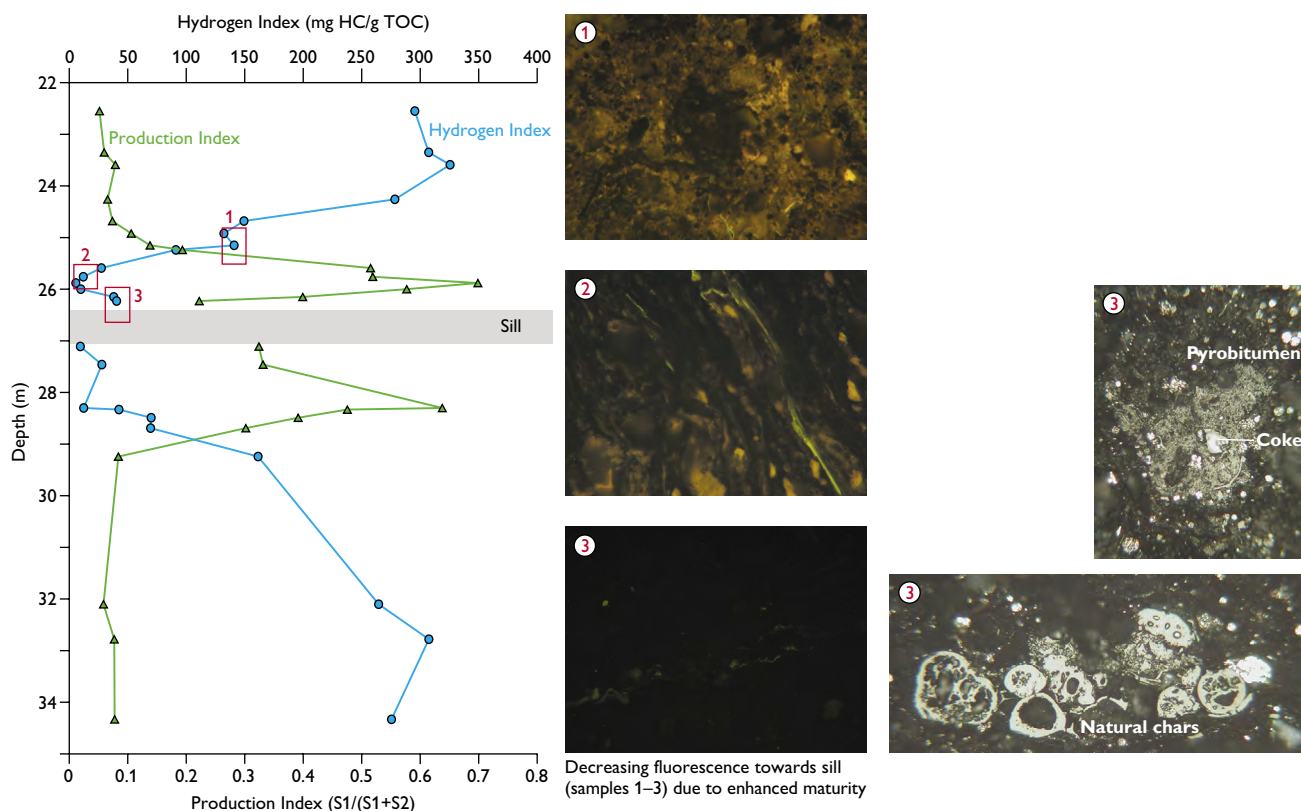 Hydrogen Index (mg HC/g TOC)
0 50 100 150 200 250 300 350 400
22
24
26
28
30
32
34
Depth (m)
Production Index
Hydrogen Index
1
2
3
Sill
0 0.1 0.2 0.3 0.4 0.5 0.6 0.7 0.8
Production Index (S1/(S1+S2)
1
2
3
Decreasing fluorescence towards sill
(samples 1–3) due to enhanced maturity
3
Pyrobitumen
Coke
3
Natural chars